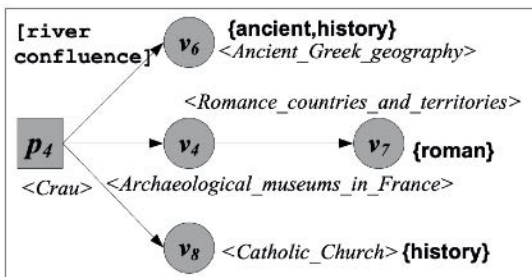 [river
confluence]
v6 {ancient,history}
<Ancient_Greek_geography>
<Romance_countries_and_territories>
p4 v4 v7 {roman}
<Crau> <Archaeological_museums_in_France>
v8 <Catholic_Church> {history}